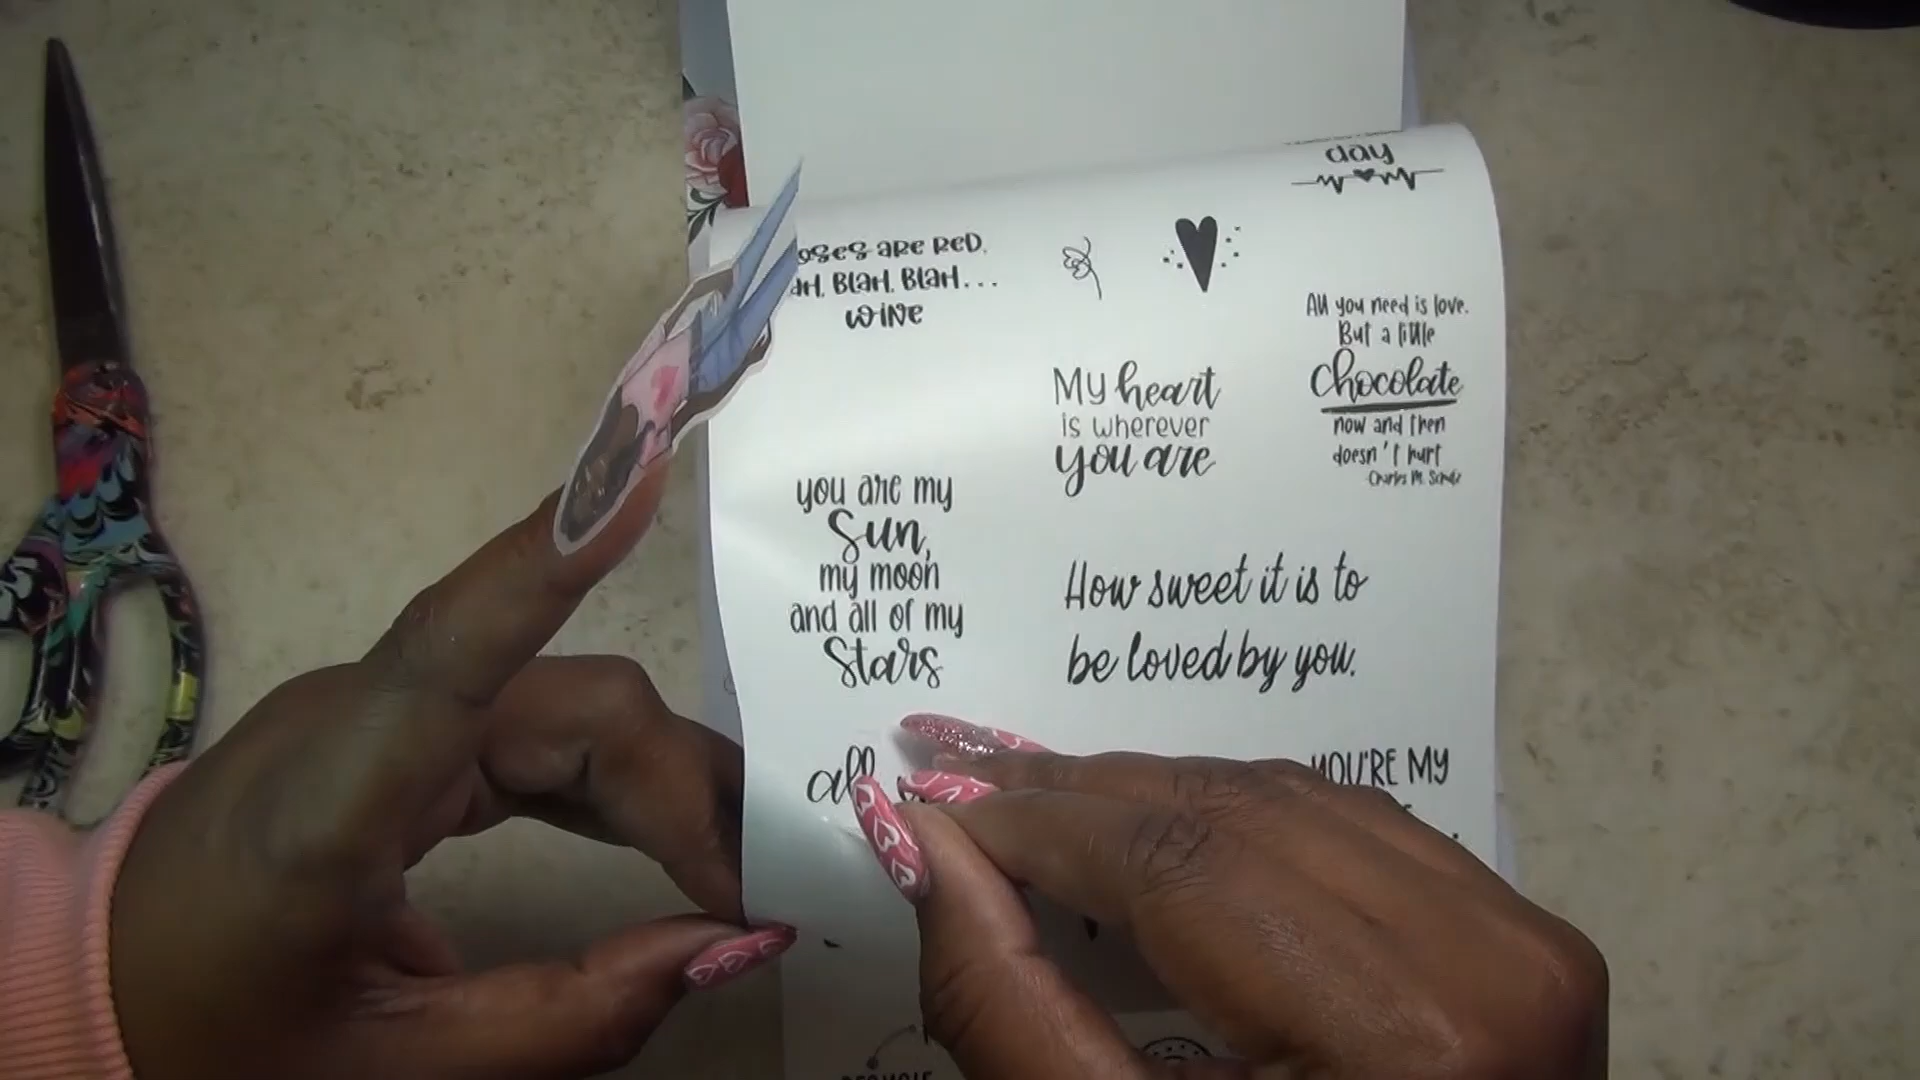 day
ARE RED,
BLAH, BLAH...
WINE
All you need is love.
But a little
Chocolate
now and then
doesn't hurt
Charles M.
My heart
is wherever
you are
you are my
Sun,
my moon
and all of my
Stars
How sweet it is to
be loved by you.
all
YOU'RE MY